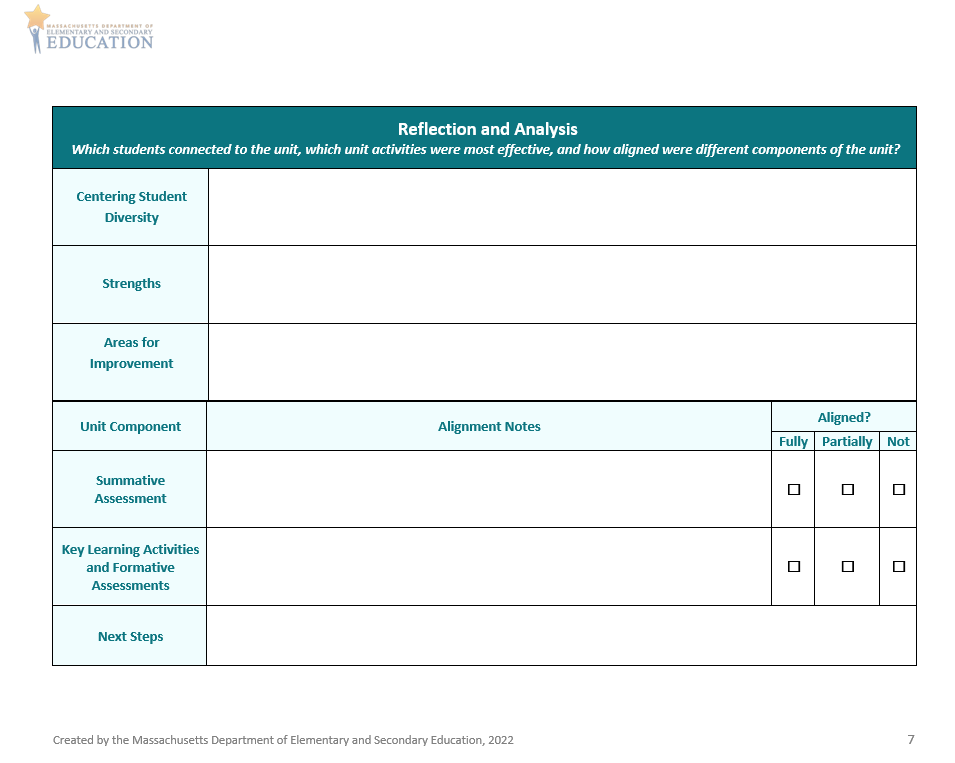 MASSACHUSETTS DEPARTMENT OF
ELEMENTARY AND SECONDARY
EDUCATION
Reflection and Analysis
Which students connected to the unit, which unit activities were most effective, and how aligned were different components of the unit?
Centering Student
Diversity
Strengths
Areas for
Improvement
Unit Component
Alignment Notes
Aligned?
Fully
Partially
Not
Summative
Assessment
Key Learning Activities
and Formative
Assessments
Next Steps
Created by the Massachusetts Department of Elementary and Secondary Education, 2022
7